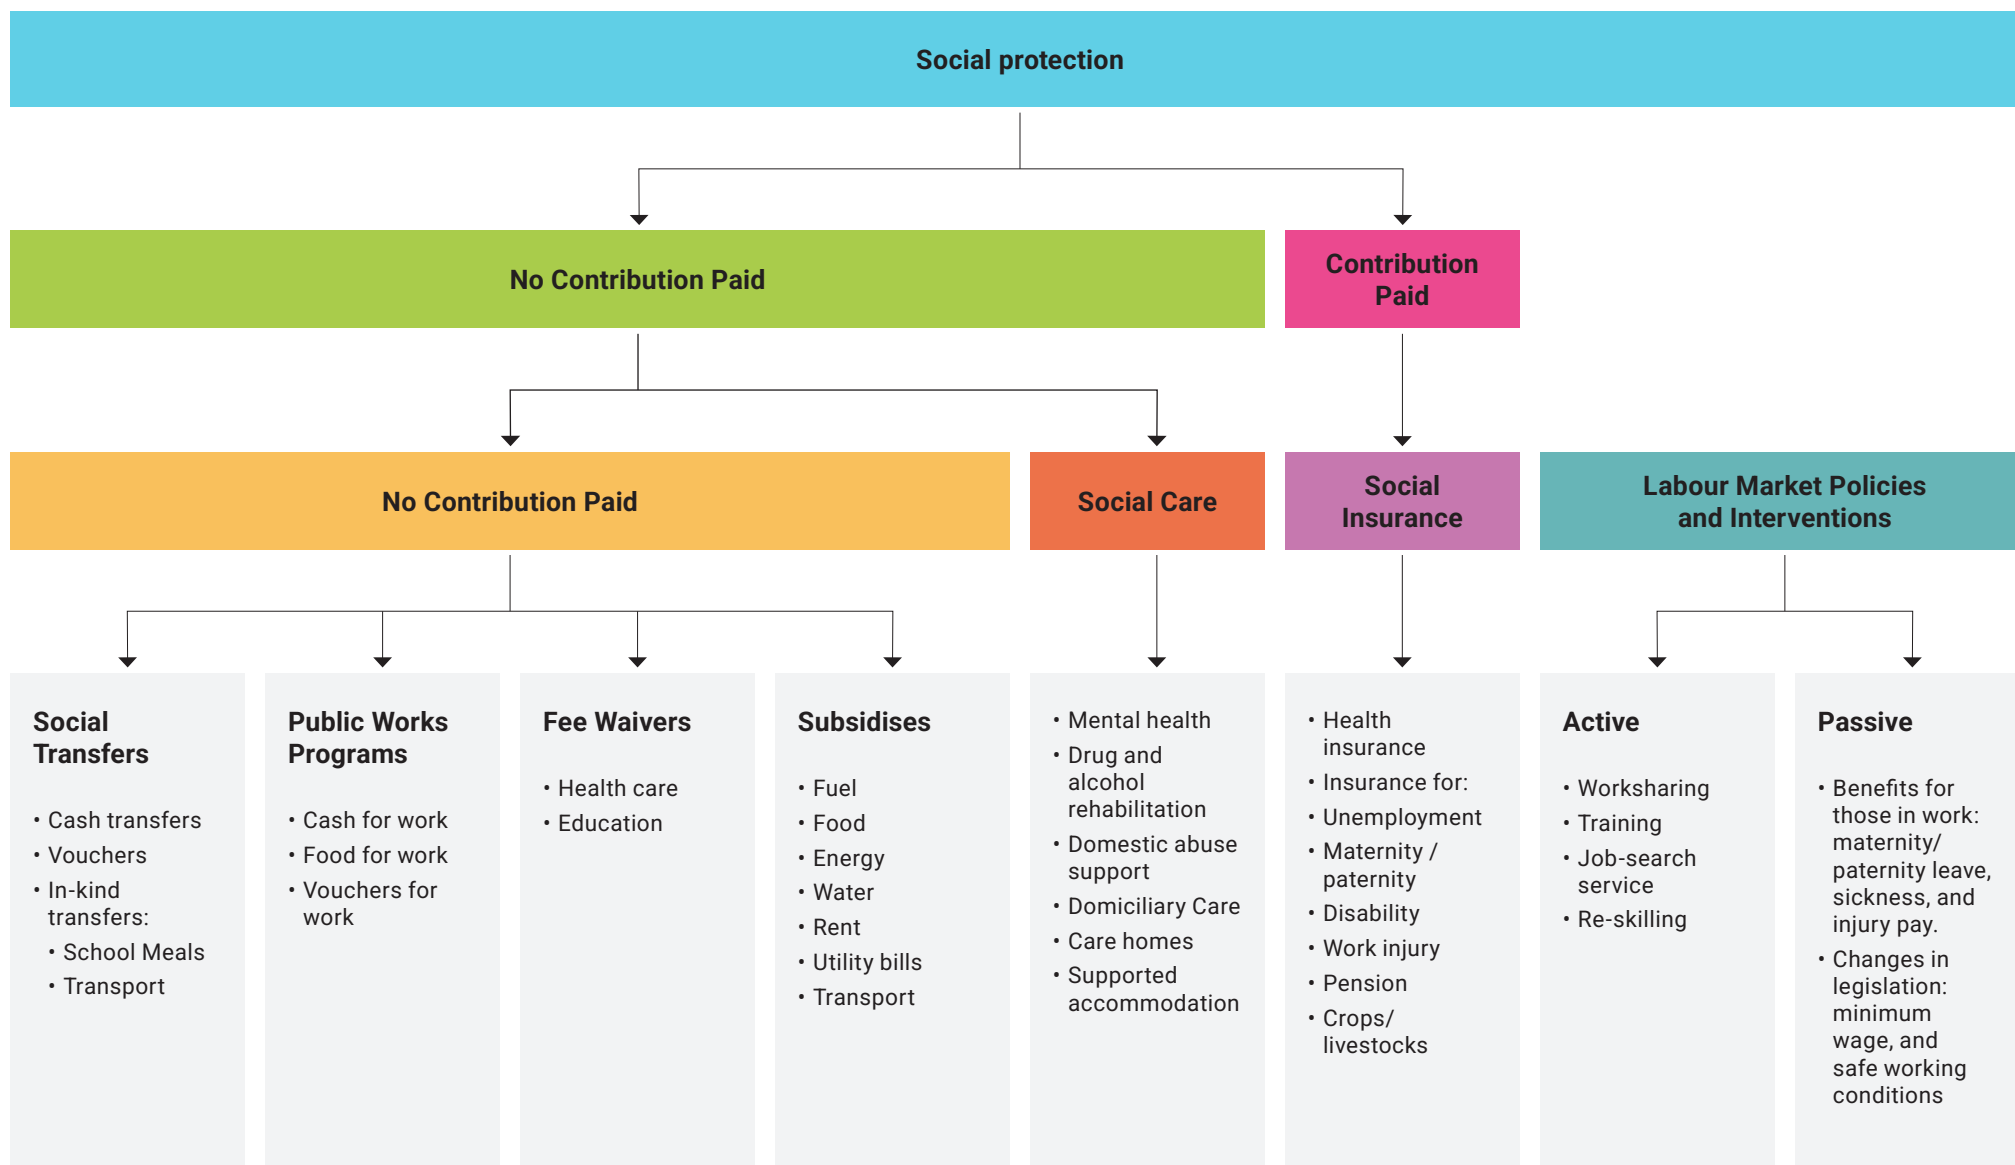 Social protection
No Contribution Paid
Contribution
Paid
No Contribution Paid
Social Care
Social
Insurance
Labour Market Policies
and Interventions
Social
Transfers
• Cash transfers
• Vouchers
• In-kind
transfers:
• School Meals
• Transport
Public Works
Programs
• Cash for work
• Food for work
• Vouchers for
work
Fee Waivers
• Health care
• Education
Subsidises
• Fuel
• Food
• Energy
• Water
• Rent
• Utility bills
• Transport
• Mental health
• Drug and
alcohol
rehabilitation
• Domestic abuse
support
• Domiciliary Care
• Care homes
• Supported
accommodation
• Health
insurance
• Insurance for:
• Unemployment
• Maternity /
paternity
• Disability
• Work injury
• Pension
• Crops/
livestocks
Active
• Worksharing
• Training
• Job-search
service
• Re-skilling
Passive
• Benefits for
those in work:
maternity/
paternity leave,
sickness, and
injury pay.
• Changes in
legislation:
minimum
wage, and
safe working
conditions